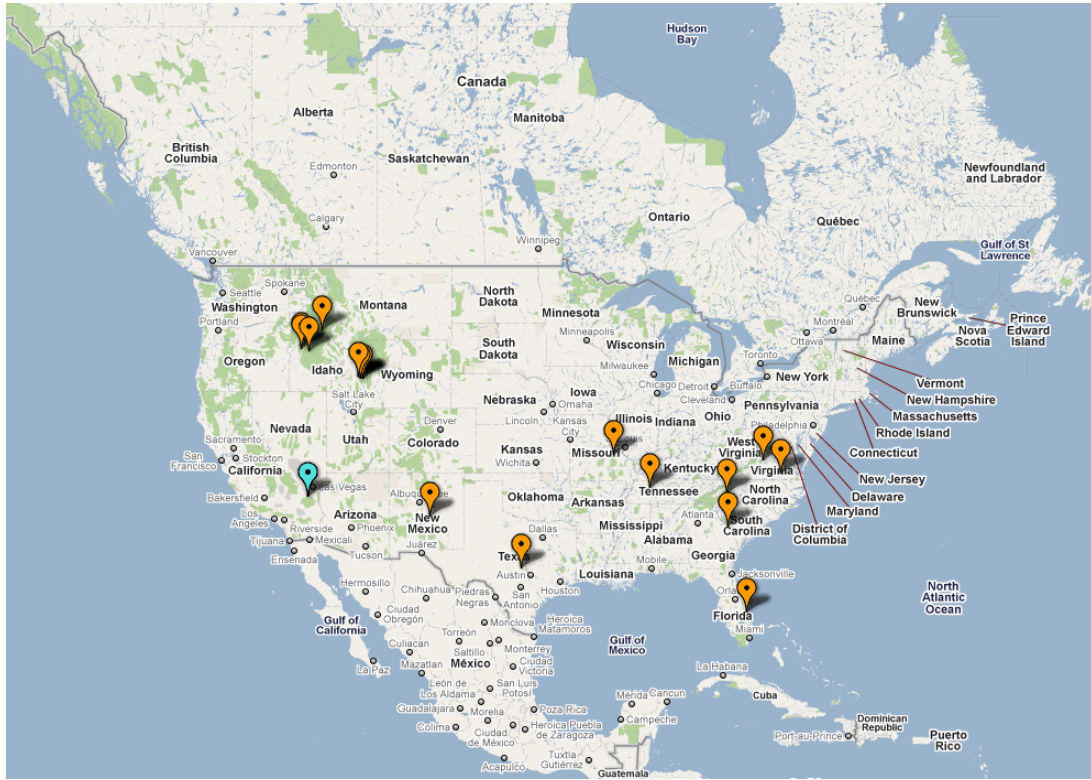 Hudson
Bay
Canada
Alberta
Manitoba
British
Columbia
Saskatchewan
Edmonton
Newfoundland
and Labrador
Ontario
Québec
Calgary
Winnipeg
Vancouver
Gulf of St
Lawrence
Spokane
Seattle
Washington
Montana
North
Dakota
Minnesota
Québec
New
Brunswick
Prince
Edward
Island
Portland
Minneapolis
Montréal
Ottawa
Maine
Nova
Scotia
Oregon
Idaho
South
Dakota
Wisconsin
Michigan
Toronto
Wyoming
Milwaukee
Buffalo
New York
Vermont
Chicago
Detroit
Cleveland
New Hampshire
Salt Lake
City
Nebraska
Iowa
Omaha
Lincoln
Illinois
Indiana
Ohio
Pennsylvania
Massachusetts
Rhode Island
Nevada
Utah
Denver
Colorado
Kansas
City
Missouri
Louis
West
Virginia
Philadelphia
Connecticut
Sacramento
Stockton
San
Francisco
California
Kansas
Wichita
Kentucky
Virginia
New Jersey
Delaware
Maryland
Las Vegas
Bakersfield
Albuquerque
Oklahoma
Arkansas
Tennessee
North
Carolina
District of
Columbia
Los
Angeles
Arizona
Phoenix
New
Mexico
Riverside
Mexicali
Tijuana
Ensenada
Tucson
Juárez
Dallas
Mississippi
Alabama
Atlanta
South
Carolina
Georgia
Texas
Austin
Louisiana
Mobile
Jacksonville
San
Antonio
Houston
Florida
Miami
North
Atlantic
Ocean
Hermosillo
Chihuahua
Piedras
Negras
Ciudad
Obregón
Gulf of
California
Monclova
Heroica
Matamoros
Gulf of
Mexico
Culiacan
Torreón
Saltillo
Monterrey
La Paz
Mazatlan
México
Ciudad
Victoria
La Habana
León de
Los Aldama
San Luis
Potosí
Mérida
Cancun
Cuba
Guadalajara
Morelia
Poza Rica
Campeche
Colima
Ciudad
de México
Heroica Puebla
de Zaragoza
Port-au-Prince
Dominican
Republic
Puerto
Rico
Acapulco
Tuxtla
Gutiérrez
Guatemala